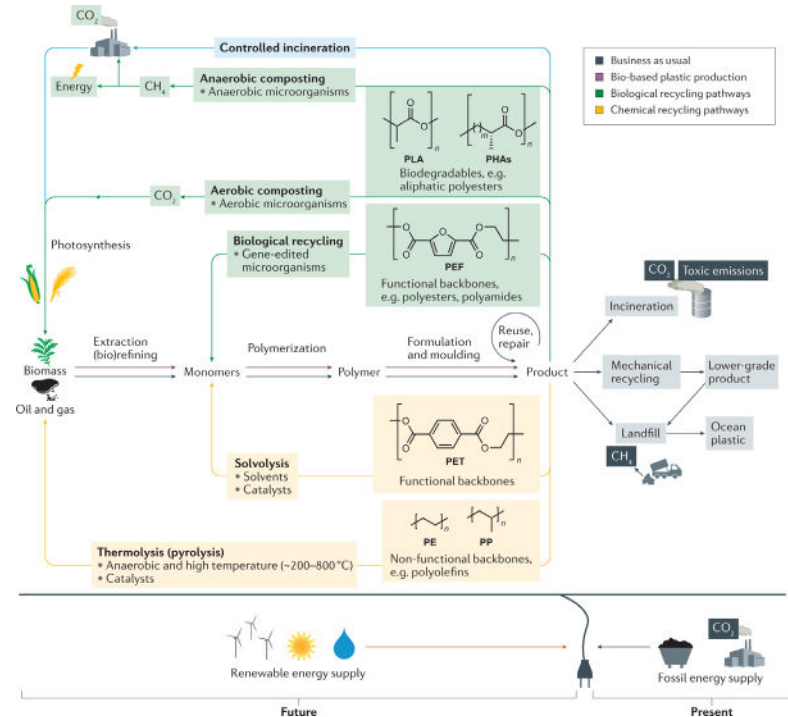 CO2
Controlled incineration
Business as usual
Bio-based plastic production
Biological recycling pathways
Chemical recycling pathways
Energy
CH4
Anaerobic composting
• Anaerobic microorganisms
O
O
n
PLA
( )m
O
O
n
PHAs
Biodegradables, e.g.
aliphatic polyesters
CO2
Aerobic composting
• Aerobic microorganisms
Photosynthesis
Biological recycling
• Gene-edited
microorganisms
O
O
O
O
O
n
PEF
Functional backbones,
e.g. polyesters, polyamides
CO2
Toxic emissions
Incineration
Reuse,
repair
Extraction
(bio)refining
Polymerization
Formulation
and moulding
Biomass
Monomers
Polymer
Product
Mechanical
recycling
Lower-grade
product
Oil and gas
Landfill
Ocean
plastic
CH4
Solvolysis
• Solvents
• Catalysts
O
O
O
O
n
PET
Functional backbones
n
PE
n
PP
Non-functional backbones,
e.g. polyolefins
Thermolysis (pyrolysis)
• Anaerobic and high temperature (~200–800 °C)
• Catalysts
Renewable energy supply
CO2
Fossil energy supply
Future
Present